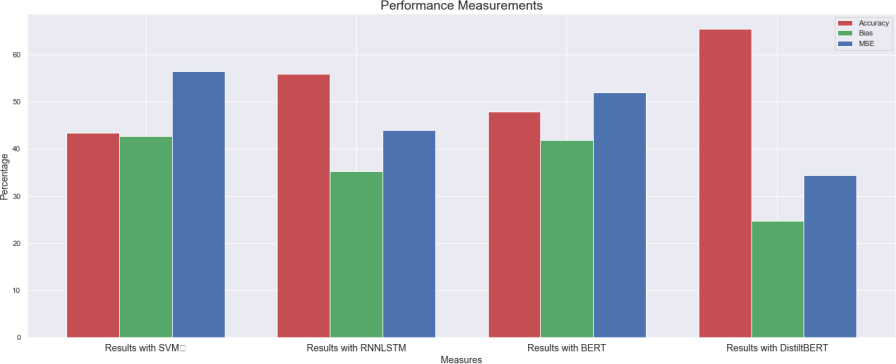 Performance Measurements
Accuracy
Bias
MSE
60
50
40
30
20
10
0
Percentage
Results with SVM□
Results with RNNLSTM
Results with BERT
Results with DistiltBERT
Measures